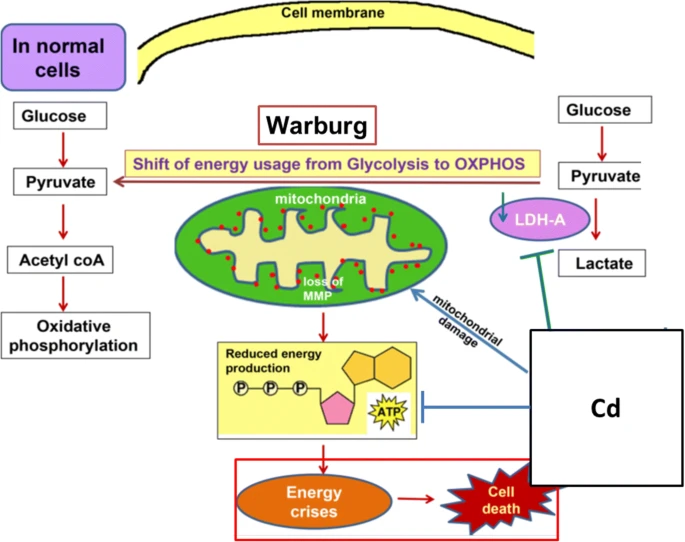 Cell membrane
In normal
cells
Glucose
Pyruvate
Acetyl coA
Oxidative
phosphorylation
Warburg
Shift of energy usage from Glycolysis to OXPHOS
Glucose
Pyruvate
LDH-A
Lactate
mitochondria
loss of
MMP
mitochondrial
damage
Reduced energy
production
P P P
ATP
Cd
Energy
crises
Cell
death